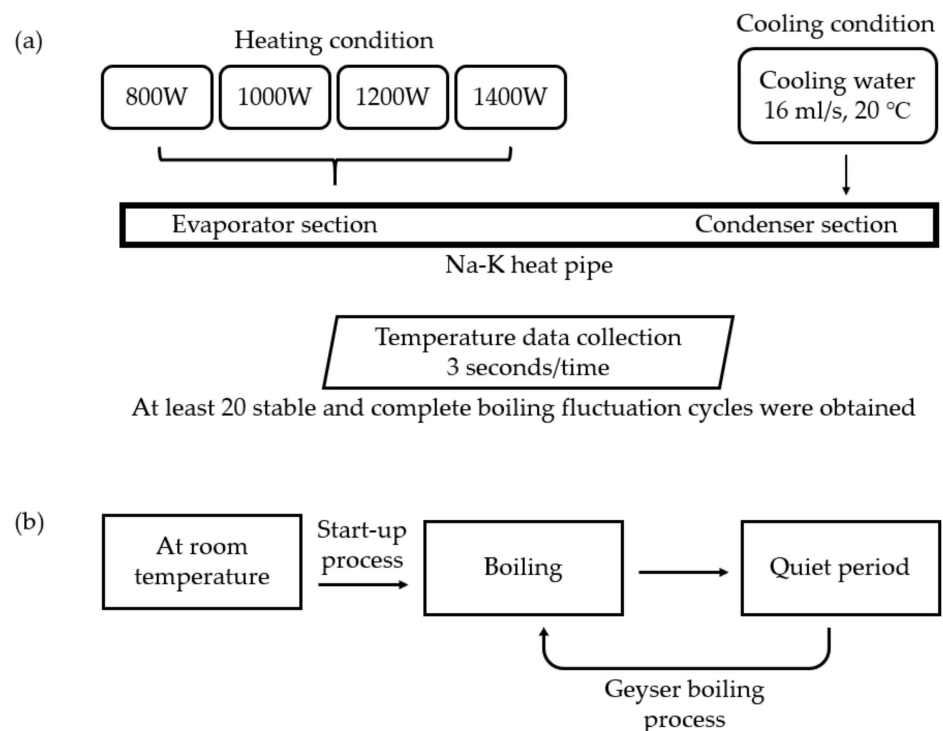 (a)
Heating condition
Cooling condition
800W
1000W
1200W
1400W
Cooling water
16 ml/s, 20 ℃
Evaporator section
Condenser section
Na-K heat pipe
Temperature data collection
3 seconds/time
At least 20 stable and complete boiling fluctuation cycles were obtained
(b)
At room
temperature
Start-up
process
Boiling
Quiet period
Geyser boiling
process